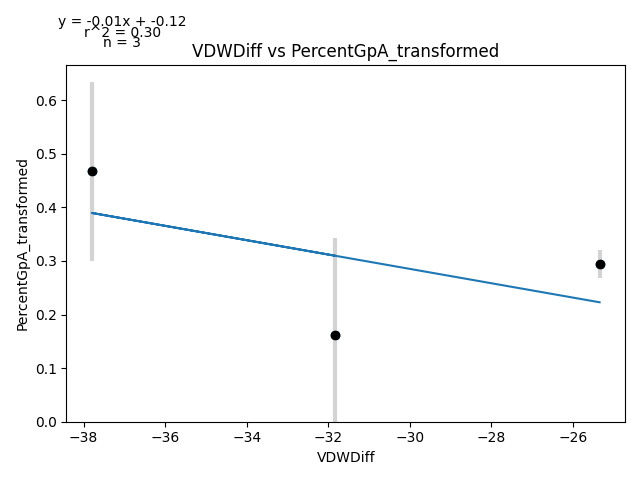 y = -0.01x + -0.12
r^2 = 0.30
n = 3
VDWDiff vs PercentGpA_transformed
PercentGpA_transformed
0.6
0.5
0.4
0.3
0.2
0.1
0.0
−38 −36 −34 −32 −30 −28 −26
VDWDiff